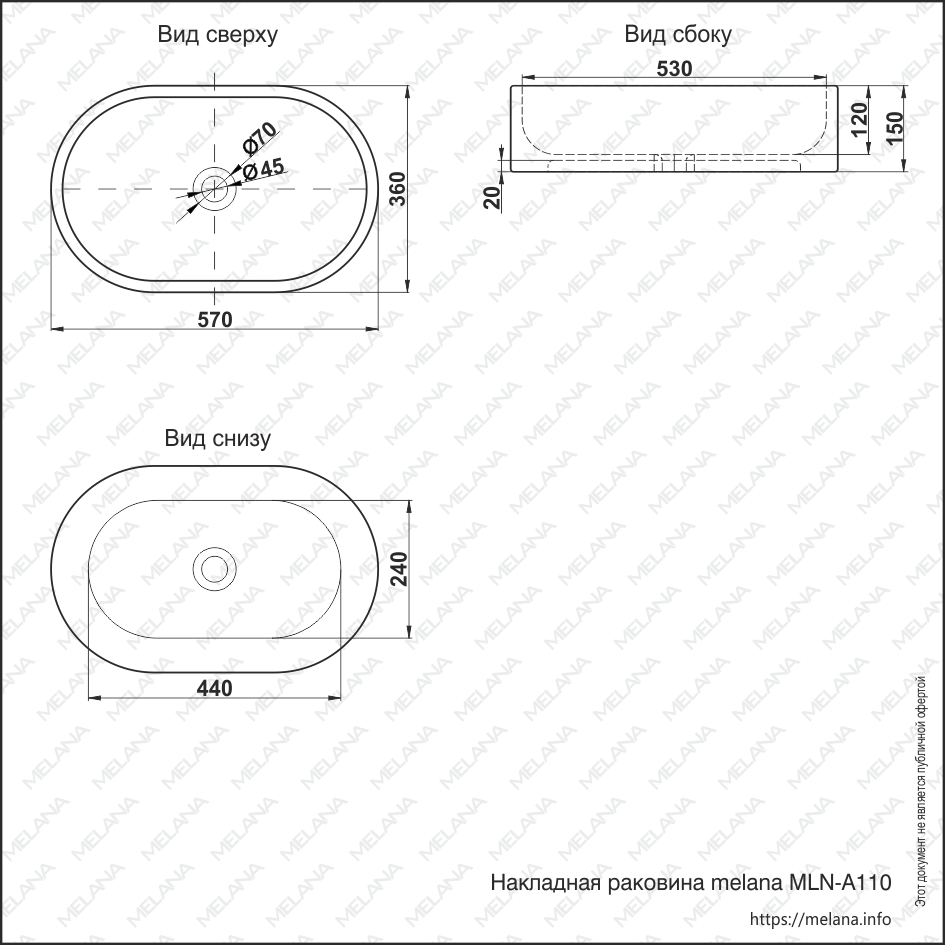 Вид сверху
Ø70
Ø45
360
570
Вид сбоку
530
120
150
20
Вид снизу
240
440
Этот документ не является публичной офертой
Накладная раковина melana MLN-A110
https://melana.info
MELANA